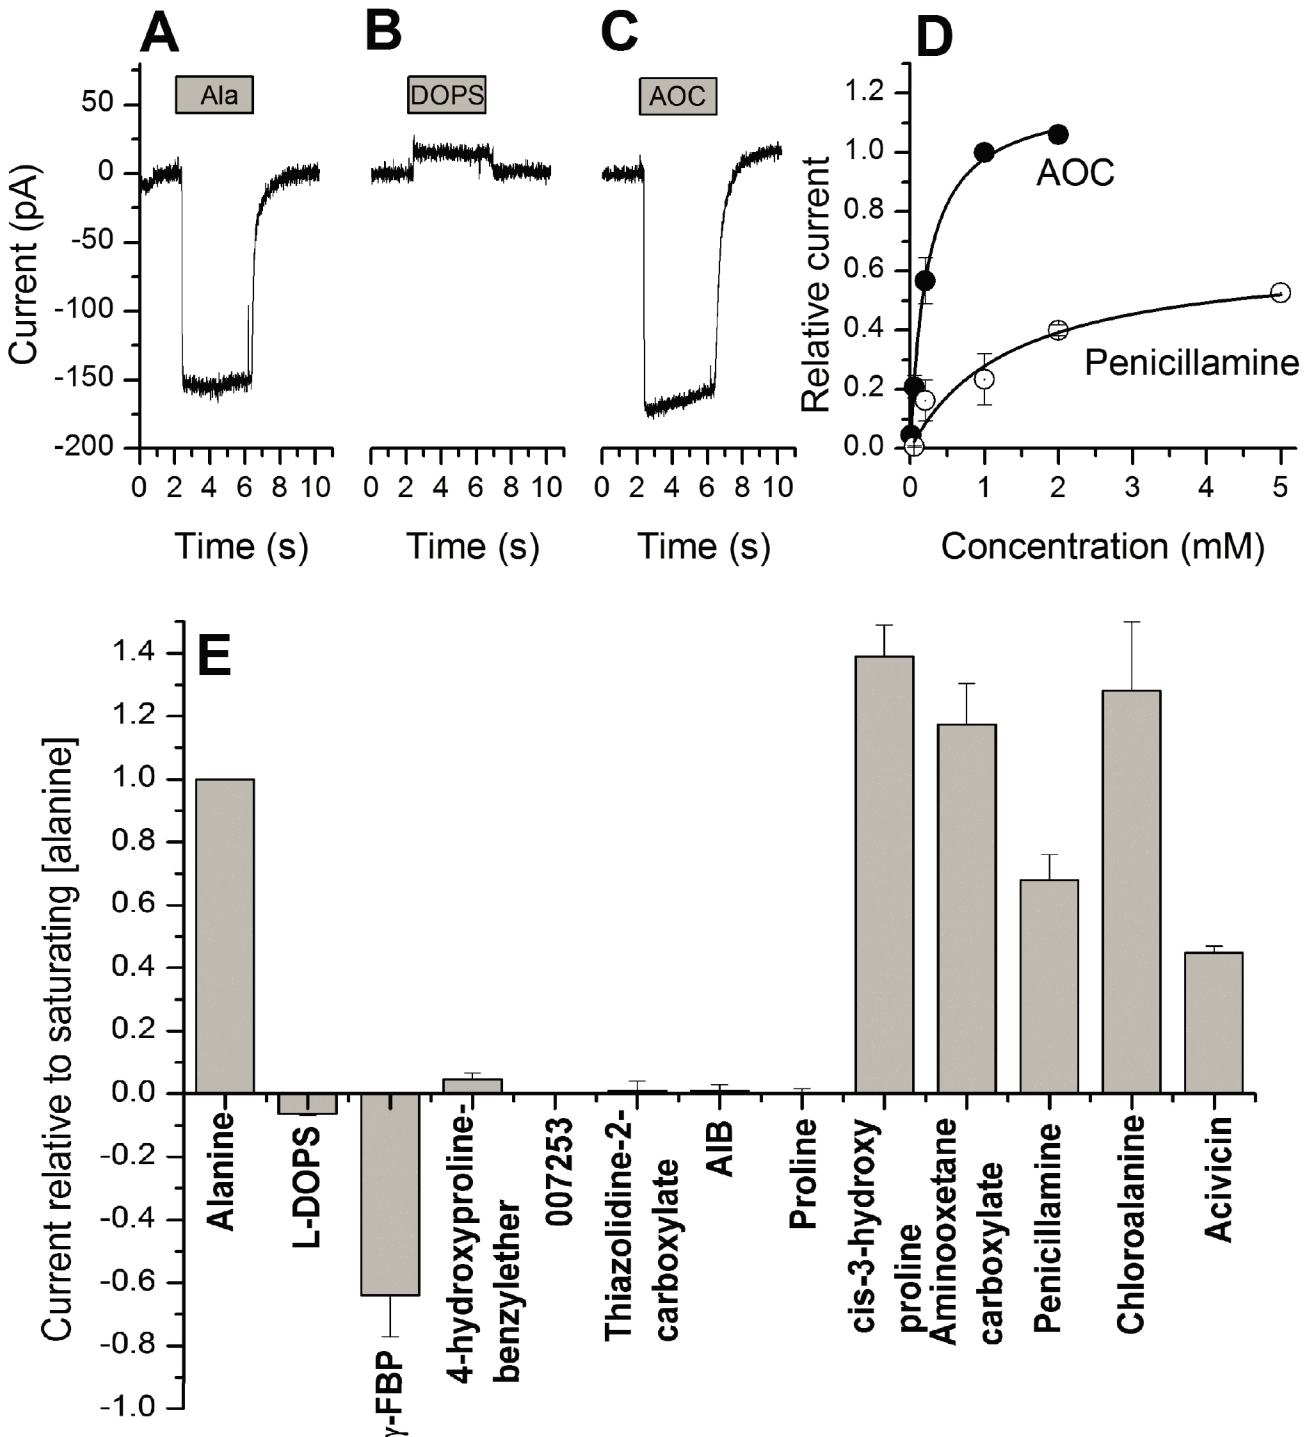 A
B
C
D
Ala
DOPS
AOC
Current (pA)
50
0
-50
-100
-150
-200
0 2 4 6 8 10
Time (s)
0 2 4 6 8 10
Time (s)
0 2 4 6 8 10
Time (s)
Relative current
1.2
1.0
0.8
0.6
0.4
0.2
0.0
AOC
Penicillamine
0 1 2 3 4 5
Concentration (mM)
E
Current relative to saturating [alanine]
1.4
1.2
1.0
0.8
0.6
0.4
0.2
0.0
-0.2
-0.4
-0.6
-0.8
-1.0
Alanine
L-DOPS
γ-FBP
4-hydroxyproline-
benzylether
007253
Thiazolidine-2-
carboxylate
AIB
Proline
cis-3-hydroxy
proline
Aminooxetane
carboxylate
Penicillamine
Chloroalanine
Acivicin